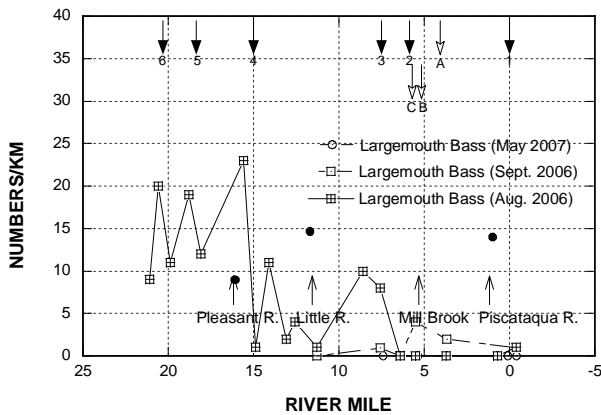 40
35
30
25
20
15
10
5
0
NUMBERS/KM
6 5 4 3 2 A 1
C B
Largemouth Bass (May 2007)
Largemouth Bass (Sept. 2006)
Largemouth Bass (Aug. 2006)
Pleasant R. Little R. Mill Brook Piscataqua R.
25 20 15 10 5 0 -5
RIVER MILE